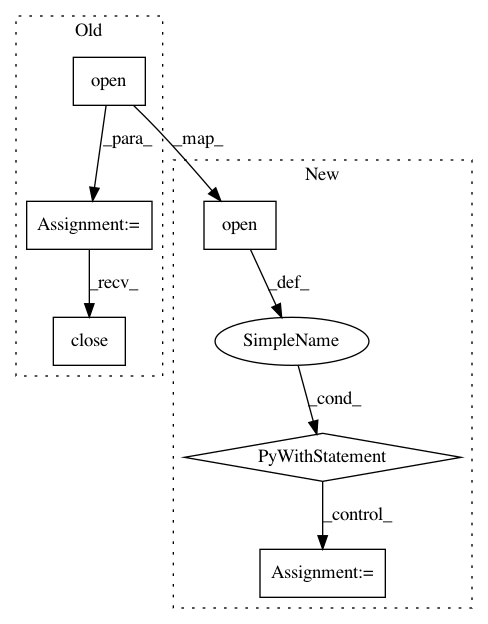 Old
open
_para_
_map_
New
Assignment:=
open
_recv_
_def_
close
SimpleName
_cond_
PyWithStatement
_control_
Assignment:=